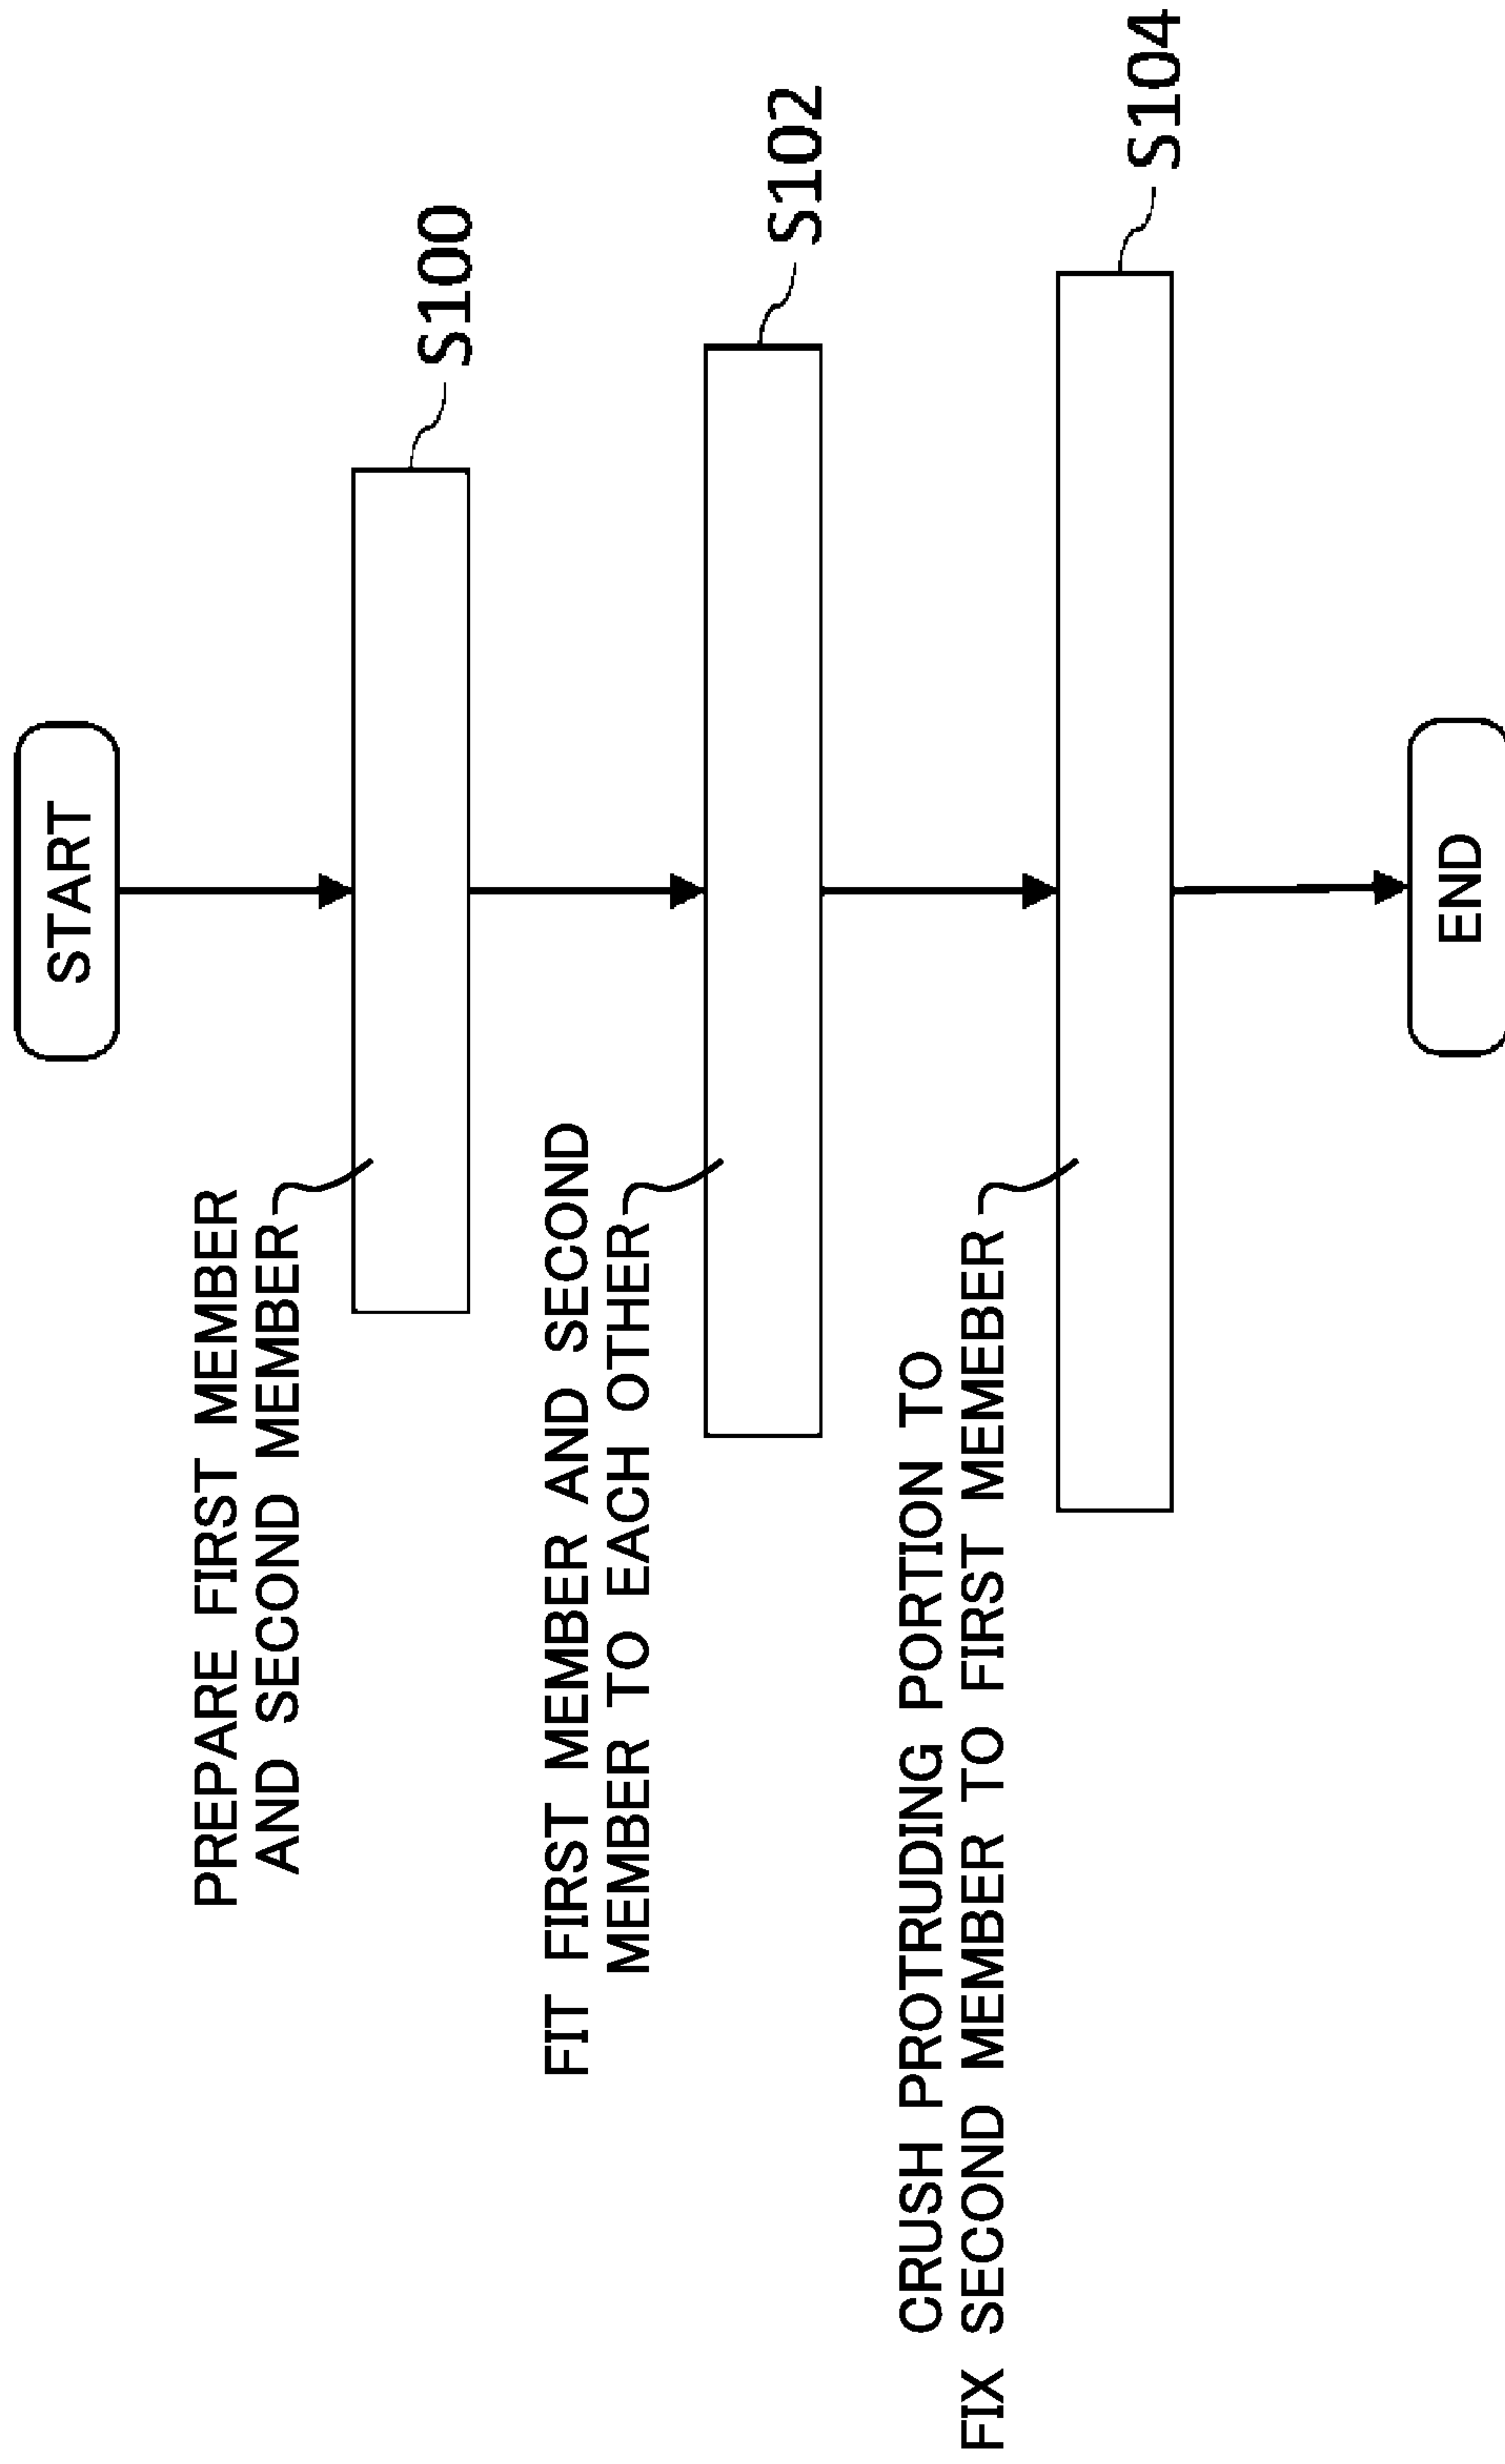 START
PREPARE FIRST MEMBER
AND SECOND MEMBER
S100
FIT FIRST MEMBER AND SECOND
MEMBER TO EACH OTHER
S102
CRUSH PROTRUDING PORTION TO
FIX SECOND MEMBER TO FIRST MEMBER
S104
END